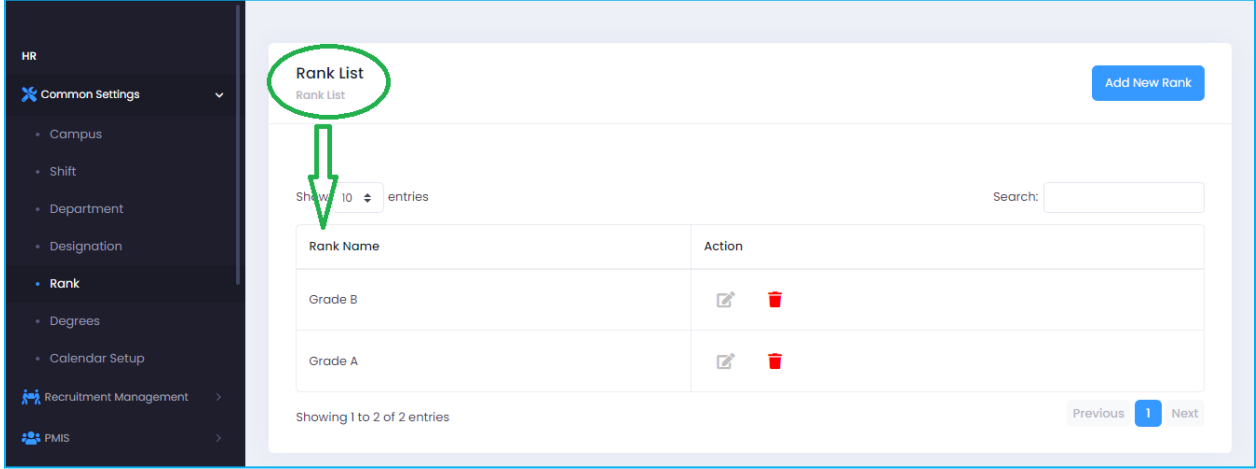 HR
Common Settings
Campus
Shift
Department
Designation
Rank
Degrees
Calendar Setup
Recruitment Management
PMIS
Rank List
Rank List
Add New Rank
Show 10 entries
Search:
Rank Name Action
Grade B
Grade A
Showing 1 to 2 of 2 entries
Previous 1 Next